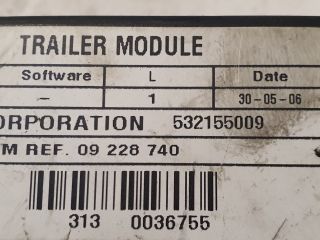 TRAILER MODULE
Software L Date
– 1 30-05-06
ORPORATION 532155009
M REF. 09 228 740
313 0036755